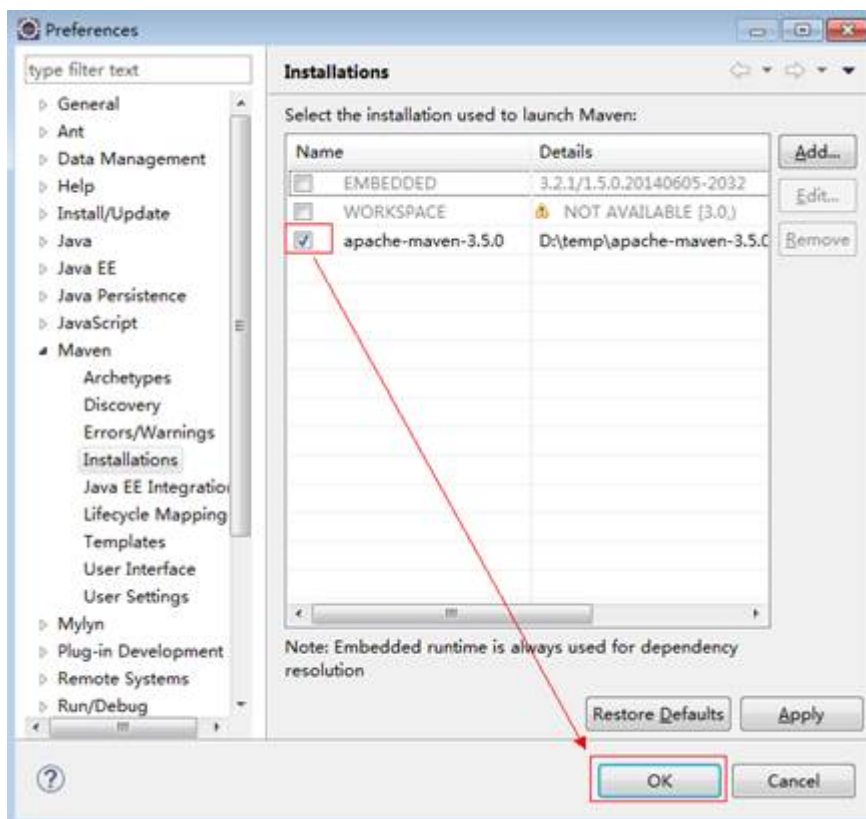 Preferences
type filter text
Installations
General
Ant
Data Management
Help
Install/Update
Java
Java EE
Java Persistence
JavaScript
Maven
Archetypes
Discovery
Errors/Warnings
Installations
Java EE Integratio
Lifecycle Mapping
Templates
User Interface
User Settings
Mylyn
Plug-in Development
Remote Systems
Run/Debug
Select the installation used to launch Maven:
Name Details
EMBEDDED 3.2.1/1.5.0.20140605-2032
WORKSPACE NOT AVAILABLE [3.0,)
apache-maven-3.5.0 D:\temp\apache-maven-3.5.0
Add...
Edit...
Remove
Note: Embedded runtime is always used for dependency
resolution
Restore Defaults Apply
? OK Cancel